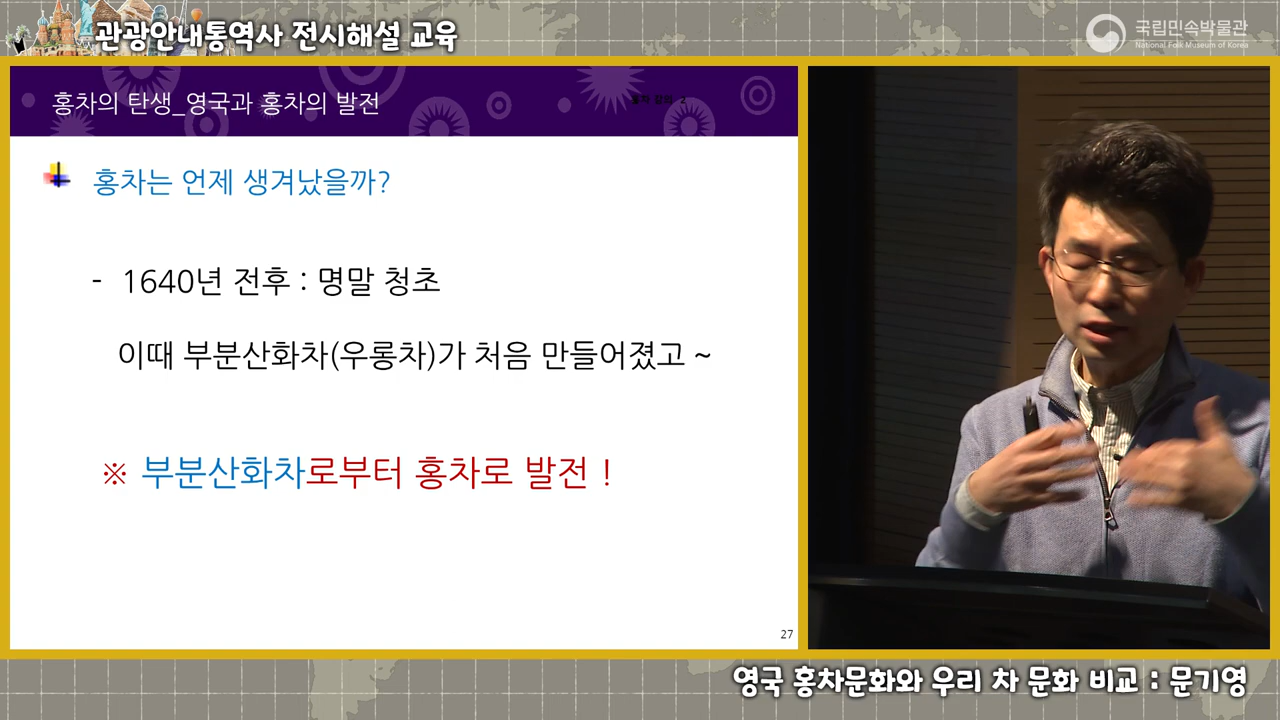 관광안내통역사 전시해설 교육
국립민속박물관
National Folk Museum of Korea
홍차의 탄생_영국과 홍차의 발전
홍차 강의 2
홍차는 언제 생겨났을까?
- 1640년 전후 : 명말 청초
이때 부분산화차(우롱차)가 처음 만들어졌고 ~
※ 부분산화차로부터 홍차로 발전 !
27
영국 홍차문화와 우리 차 문화 비교 : 문기영